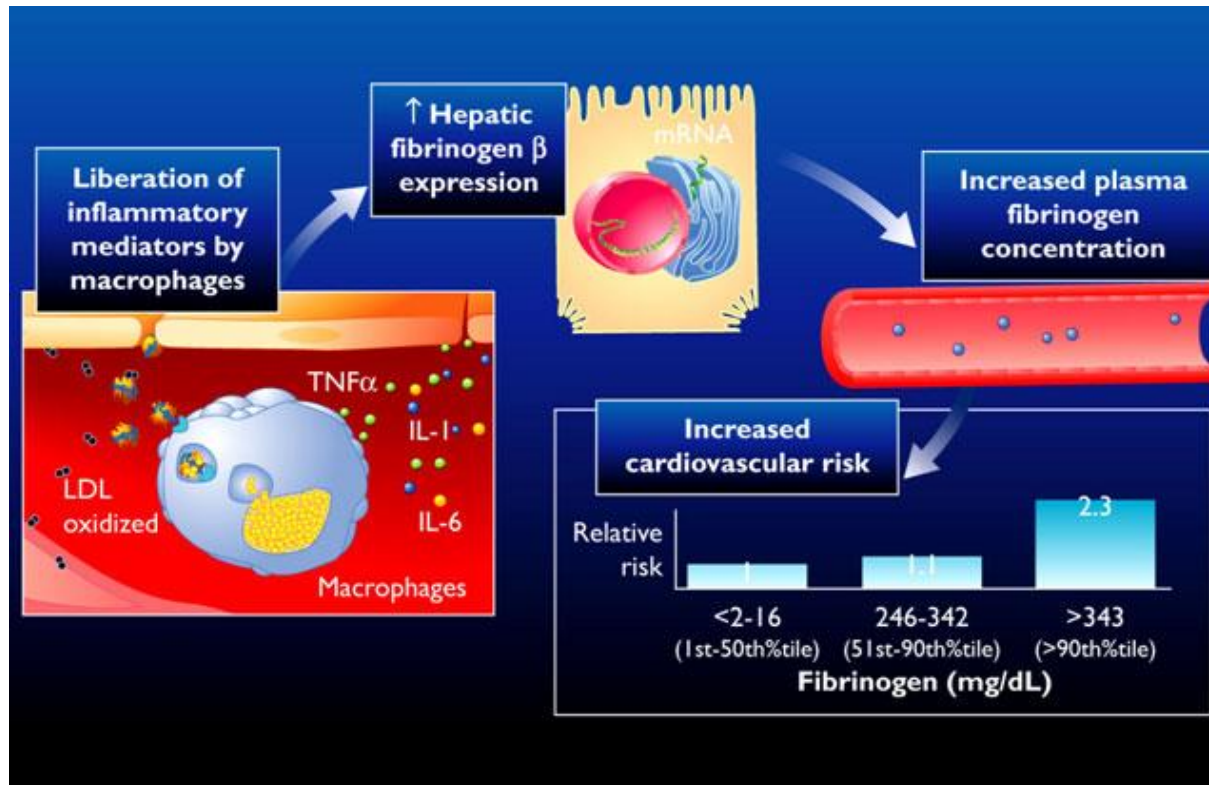 Liberation of
inflammatory
mediators by
macrophages
↑ Hepatic
fibrinogen β
expression
mRNA
Increased plasma
fibrinogen
concentration
TNFα
IL-1
IL-6
LDL
oxidized
Macrophages
Increased
cardiovascular risk
Relative
risk
1
1.1
2.3
<2-16
246-342
>343
(1st-50th%tile)
(51st-90th%tile)
(>90th%tile)
Fibrinogen (mg/dL)